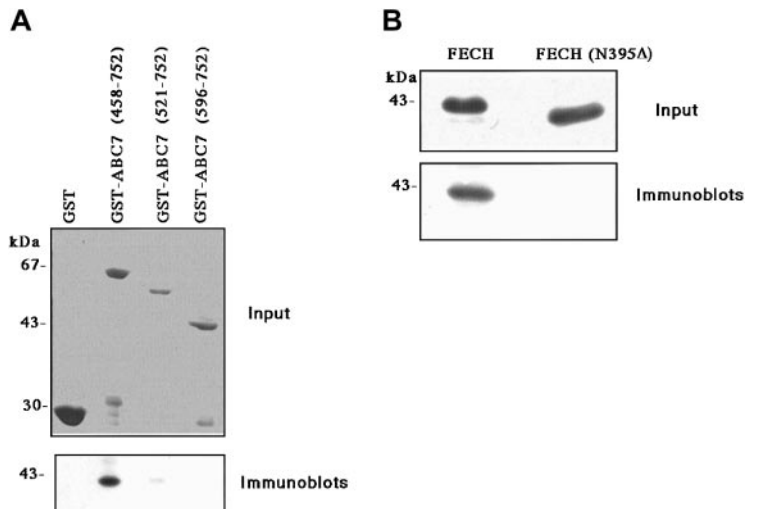 A
GST
GST-ABC7 (458-752)
GST-ABC7 (521-752)
GST-ABC7 (596-752)
kDa
67-
43-
30-
Input
43-
Immunoblots
B
FECH FECH (N395Δ)
kDa
43-
Input
43-
Immunoblots